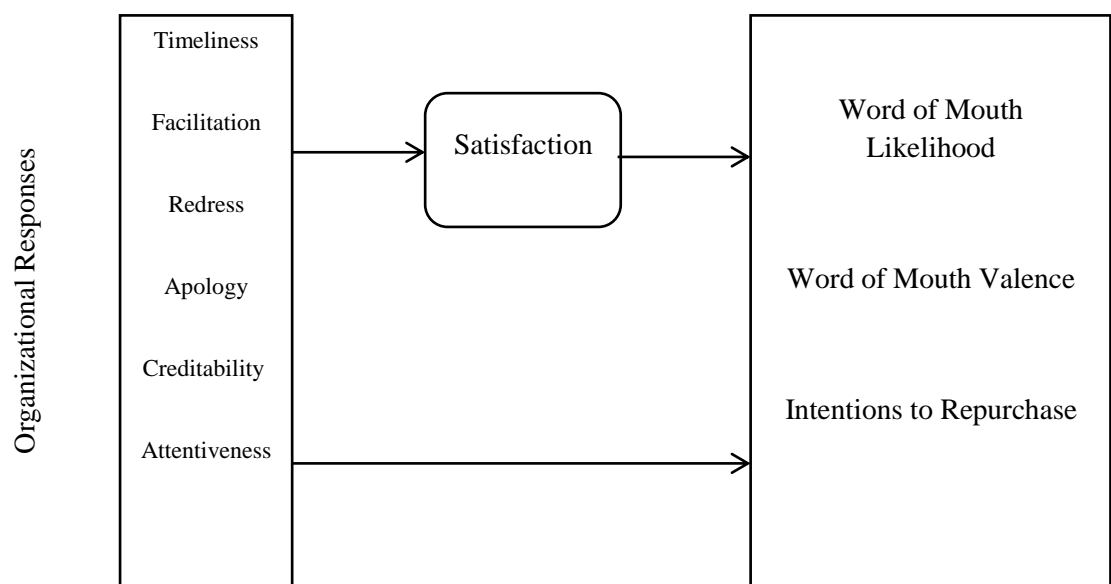 Organizational Responses
Timeliness
Facilitation
Redress
Apology
Creditability
Attentiveness
Satisfaction
Word of Mouth
Likelihood
Word of Mouth Valence
Intentions to Repurchase